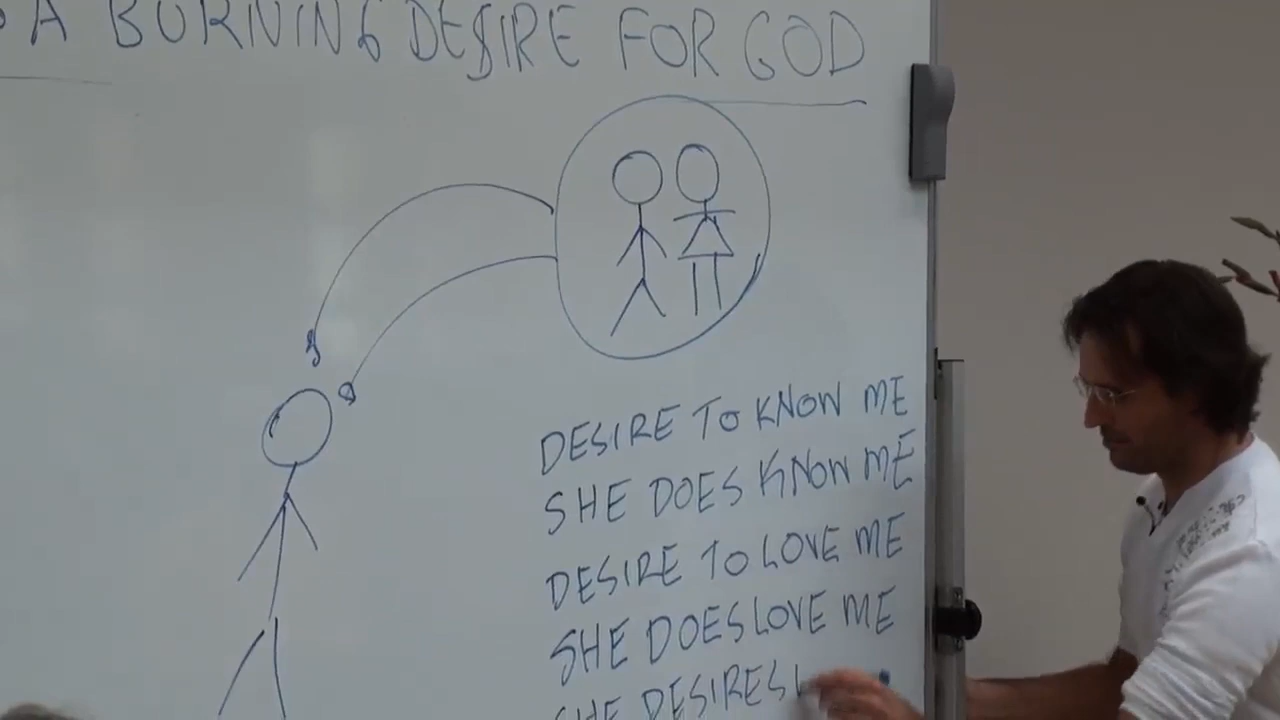 A BURNING DESIRE FOR GOD
DESIRE TO KNOW ME
SHE DOES KNOW ME
DESIRE TO LOVE ME
SHE DOES LOVE ME
SHE DESIRES